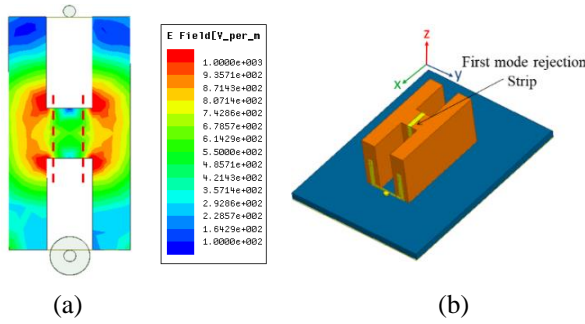 E Field[V_per_m
1.0000e+003
9.3571e+002
8.7143e+002
8.0714e+002
7.4286e+002
6.7857e+002
6.1429e+002
5.5000e+002
4.8571e+002
4.2143e+002
3.5714e+002
2.9286e+002
2.2857e+002
1.6429e+002
1.0000e+002
z
x
y
First mode rejection
Strip
(a)
(b)